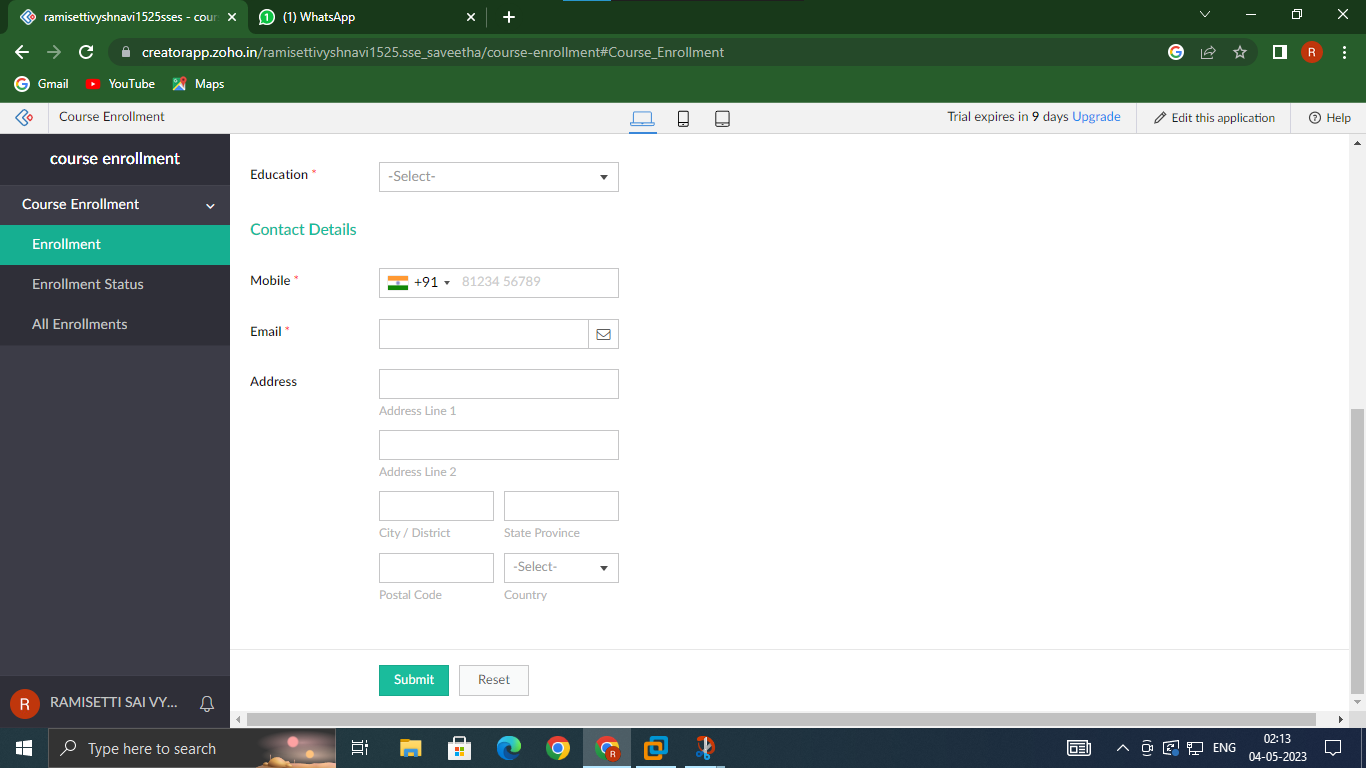 ramisettivyshnavi1525sses - cour
(1) WhatsApp
creatorapp.zoho.in/ramisettivyshnavi1525.sse_saveetha/course-enrollment#Course_Enrollment
R
Gmail
YouTube
Maps
Course Enrollment
Trial expires in 9 days Upgrade
Edit this application
Help
course enrollment
Course Enrollment
Enrollment
Enrollment Status
All Enrollments
Education *
-Select-
Contact Details
Mobile *
+91
81234 56789
Email *
Address
Address Line 1
Address Line 2
City / District
State Province
-Select-
Postal Code
Country
Submit
Reset
R
RAMISETTI SAI VY...
Type here to search
R
ENG
02:13
04-05-2023